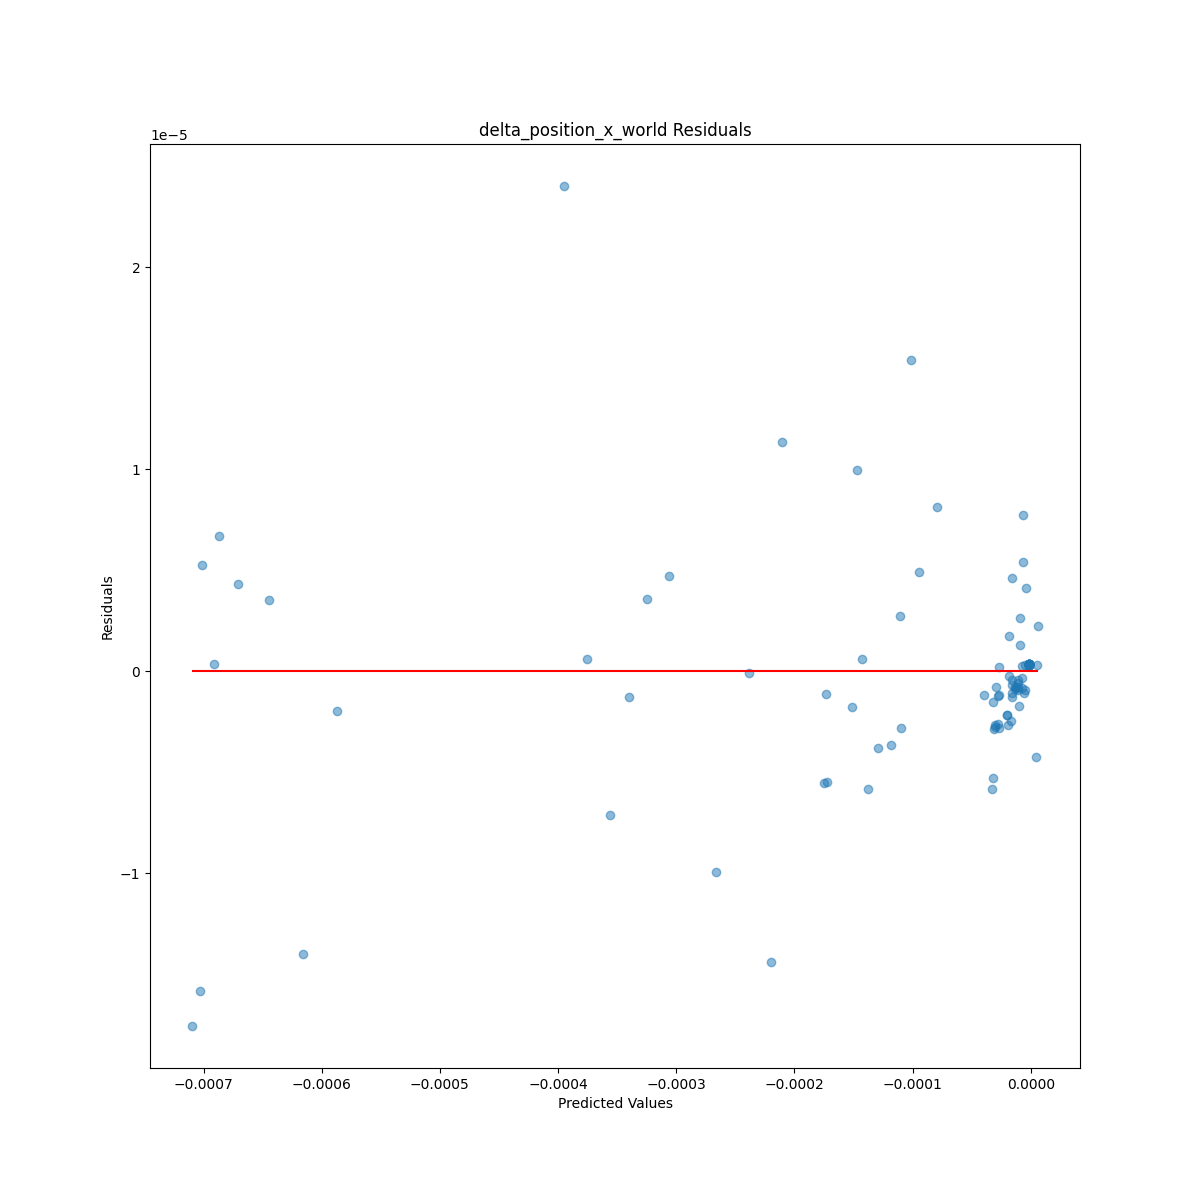 delta_position_x_world Residuals
1e−5
2
1
0
−1
Residuals
−0.0007 −0.0006 −0.0005 −0.0004 −0.0003 −0.0002 −0.0001 0.0000
Predicted Values